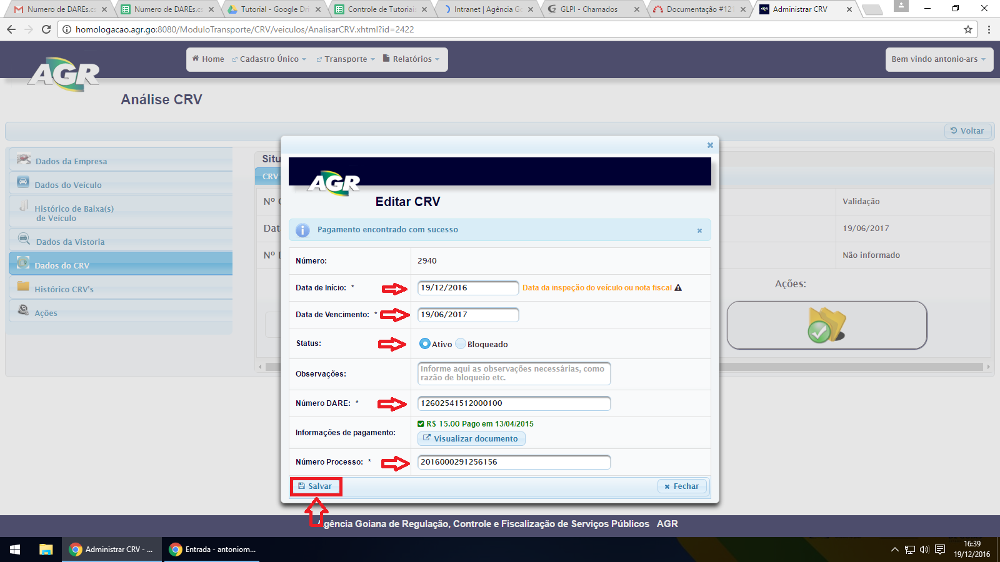 Numero de DAREs.cs
Numero de DAREs.cs
Tutorial - Google Dri
Controle de Tutoriais
Intranet | Agência Go
GLPI - Chamados
Documentação #121
Administrar CRV
homologacao.agr.go:8080/ModuloTransporte/CRV/veiculos/AnalisarCRV.xhtml?id=2422
AGR
Home
Cadastro Único
Transporte
Relatórios
Bem vindo antonio-ars
Análise CRV
Voltar
Dados da Empresa
Dados do Veículo
Histórico de Baixa(s)
de Veículo
Dados da Vistoria
Dados do CRV
Histórico CRV's
Ações
Situ
CRV
Nº
Dat
Nº
Validação
19/06/2017
Não informado
Ações:
AGR
Editar CRV
Pagamento encontrado com sucesso
Número:
2940
Data de Início: *
19/12/2016
Data da inspeção do veículo ou nota fiscal
Data de Vencimento: *
19/06/2017
Status:
Ativo
Bloqueado
Observações:
Informe aqui as observações necessárias, como
razão de bloqueio etc.
Número DARE: *
12602541512000100
Informações de pagamento:
R$ 15.00 Pago em 13/04/2015
Visualizar documento
Número Processo: *
2016000291256156
Salvar
Fechar
Agência Goiana de Regulação, Controle e Fiscalização de Serviços Públicos AGR
Administrar CRV - ...
Entrada - antoniom...
16:39
19/12/2016